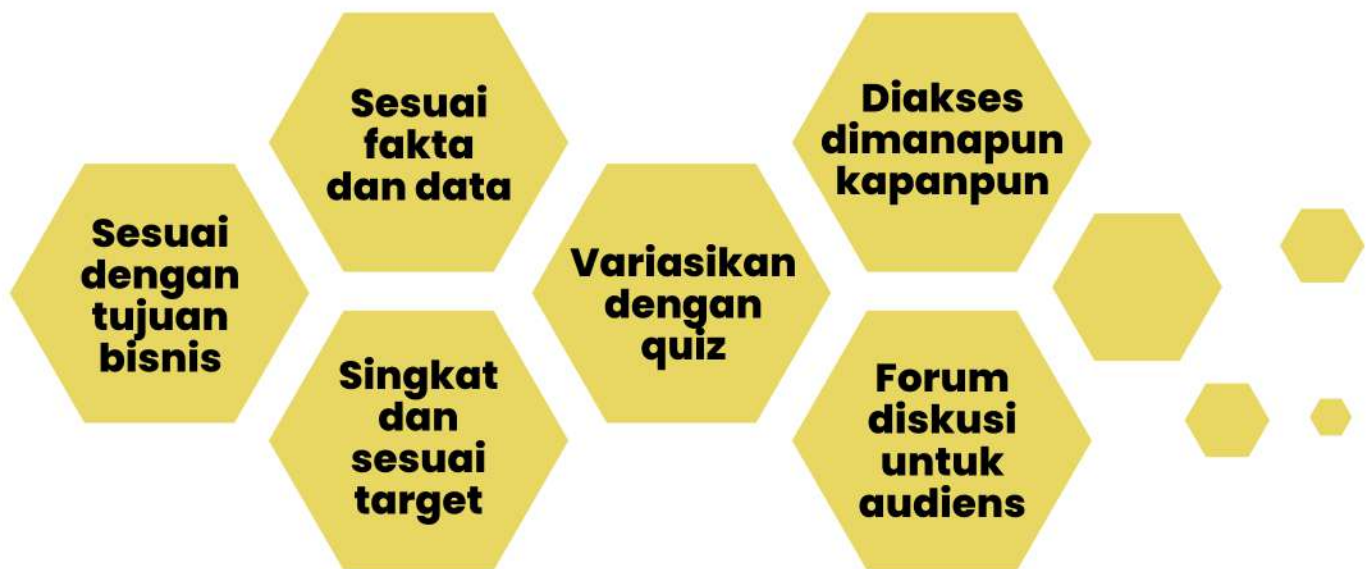 Sesuai
dengan
tujuan
bisnis
Sesuai
fakta
dan data
Singkat
dan
sesuai
target
Variasikan
dengan
quiz
Diakses
dimanapun
kapanpun
Forum
diskusi
untuk
audiens